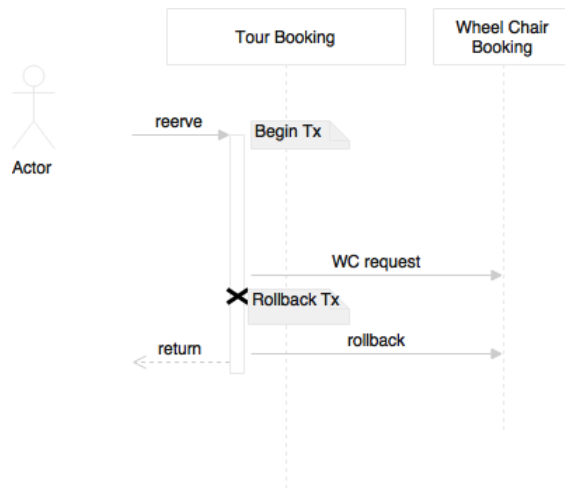 Tour Booking
Wheel Chair
Booking
reerve
Begin Tx
Actor
WC request
Rollback Tx
rollback
return